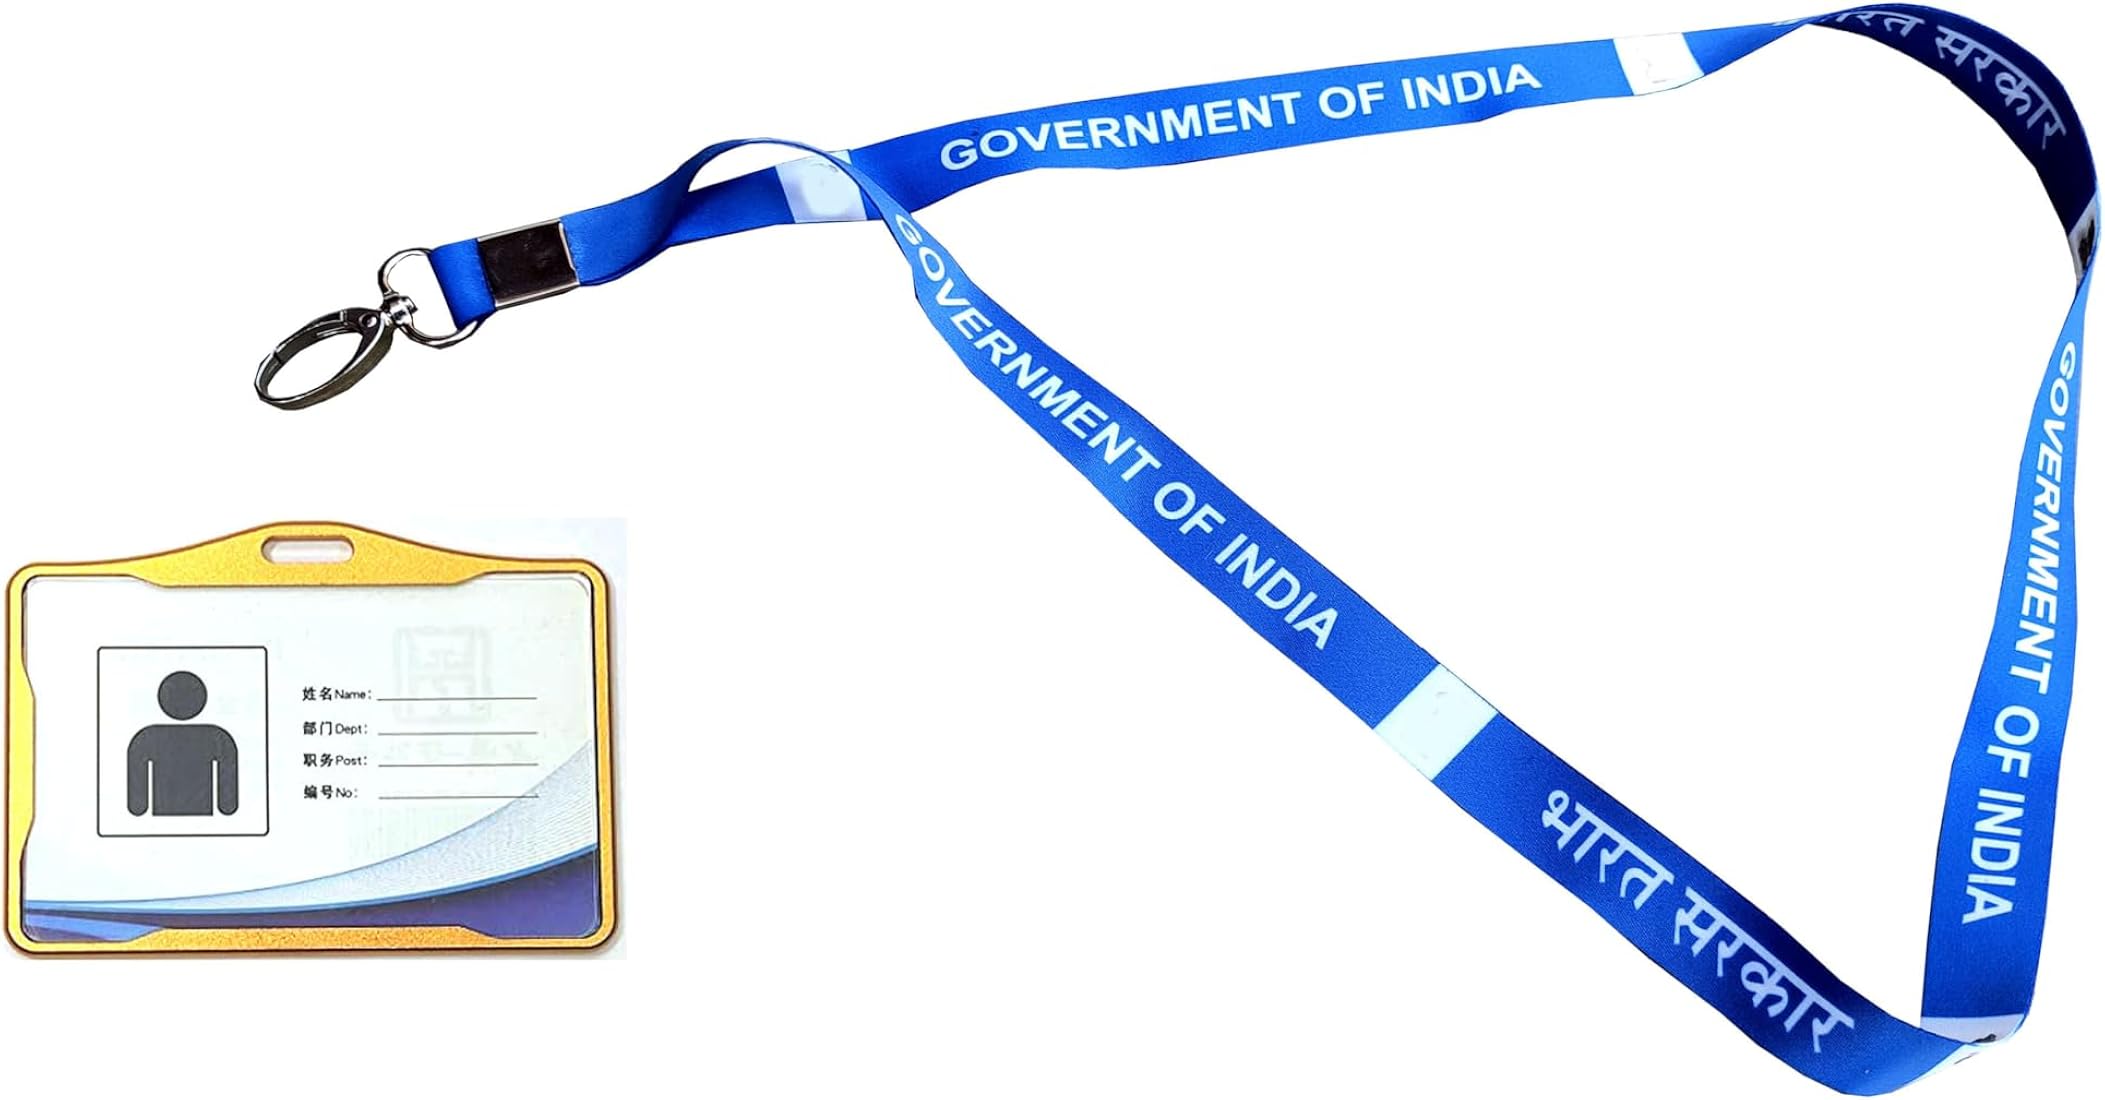 GOVERNMENT OF INDIA
रत सरकार
GOVERNMENT OF INDIA
GOVERNMENT OF INDIA
भारत सरकार
姓名Name:
部门Dept:
职务Post:
编号No: